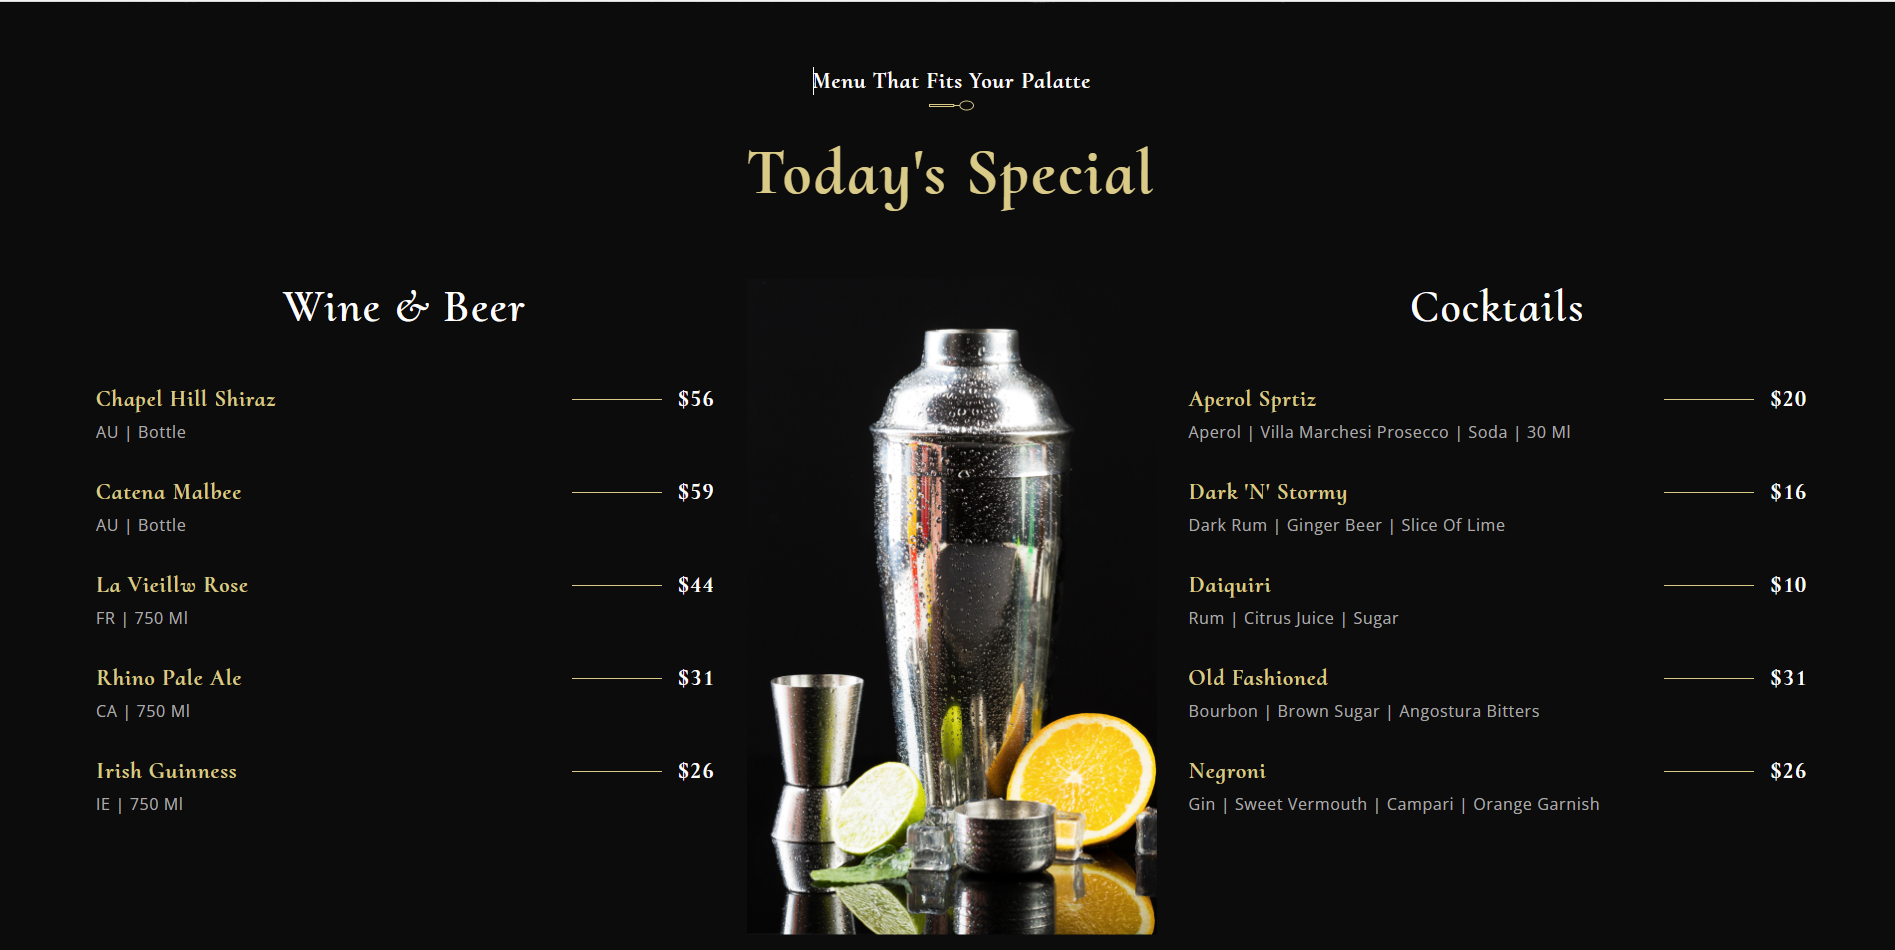 Menu That Fits Your Palatte
Today's Special
Wine & Beer
Chapel Hill Shiraz $56
AU | Bottle
Catena Malbee $59
AU | Bottle
La Vieillw Rose $44
FR | 750 Ml
Rhino Pale Ale $31
CA | 750 Ml
Irish Guinness $26
IE | 750 Ml
Cocktails
Aperol Sprtiz $20
Aperol | Villa Marchesi Prosecco | Soda | 30 Ml
Dark 'N' Stormy $16
Dark Rum | Ginger Beer | Slice Of Lime
Daiquiri $10
Rum | Citrus Juice | Sugar
Old Fashioned $31
Bourbon | Brown Sugar | Angostura Bitters
Negroni $26
Gin | Sweet Vermouth | Campari | Orange Garnish